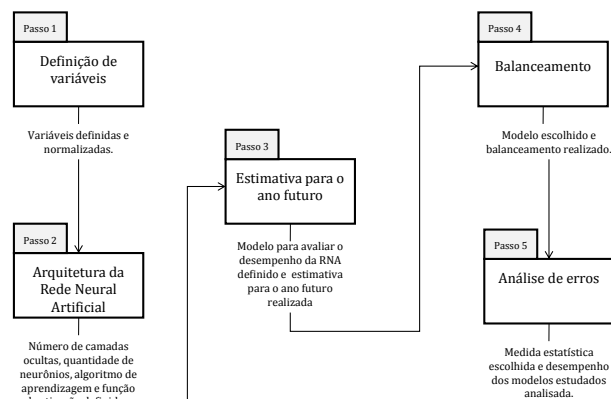 Passo 1
Definição de
variáveis
Variáveis definidas e
normalizadas.
Passo 2
Arquitetura da
Rede Neural
Artificial
Número de camadas
ocultas, quantidade de
neurônios, algoritmo de
aprendizagem e função
Passo 3
Estimativa para o
ano futuro
Modelo para avaliar o
desempenho da RNA
definido e estimativa
para o ano futuro
realizada
Passo 4
Balanceamento
Modelo escolhido e
balanceamento realizado.
Passo 5
Análise de erros
Medida estatística
escolhida e desempenho
dos modelos estudados
analisada.